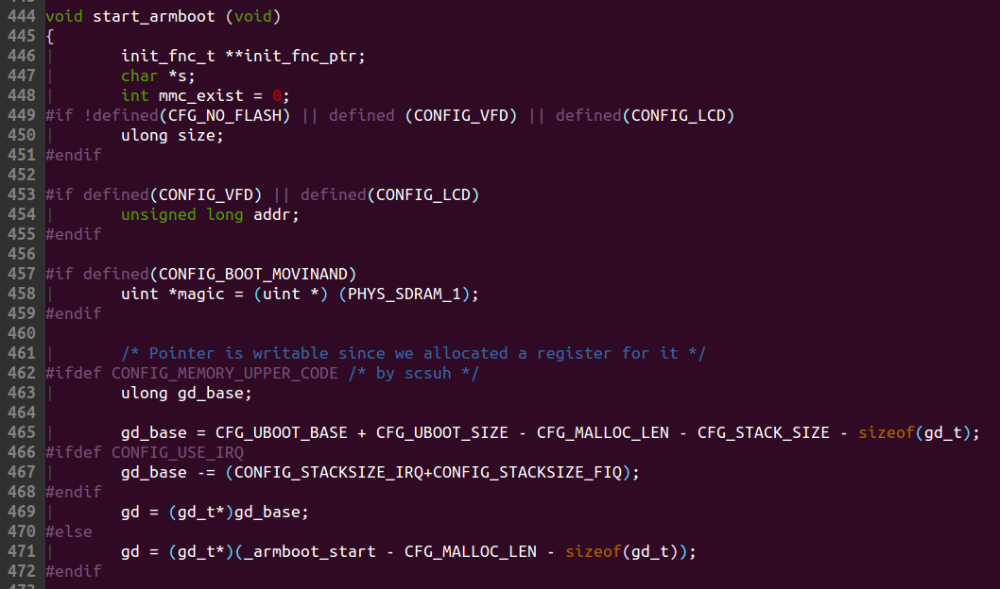 444 void start_armboot (void)
445 {
446         init_fnc_t **init_fnc_ptr;
447         char *s;
448         int mmc_exist = 0;
449 #if !defined(CFG_NO_FLASH) || defined (CONFIG_VFD) || defined(CONFIG_LCD)
450         ulong size;
451 #endif
452
453 #if defined(CONFIG_VFD) || defined(CONFIG_LCD)
454         unsigned long addr;
455 #endif
456
457 #if defined(CONFIG_BOOT_MOVINAND)
458         uint *magic = (uint *) (PHYS_SDRAM_1);
459 #endif
460
461         /* Pointer is writable since we allocated a register for it */
462 #ifdef CONFIG_MEMORY_UPPER_CODE /* by scsuh */
463         ulong gd_base;
464
465         gd_base = CFG_UBOOT_BASE + CFG_UBOOT_SIZE - CFG_MALLOC_LEN - CFG_STACK_SIZE - sizeof(gd_t);
466 #ifdef CONFIG_USE_IRQ
467         gd_base -= (CONFIG_STACKSIZE_IRQ+CONFIG_STACKSIZE_FIQ);
468 #endif
469         gd = (gd_t*)gd_base;
470 #else
471         gd = (gd_t*)(_armboot_start - CFG_MALLOC_LEN - sizeof(gd_t));
472 #endif